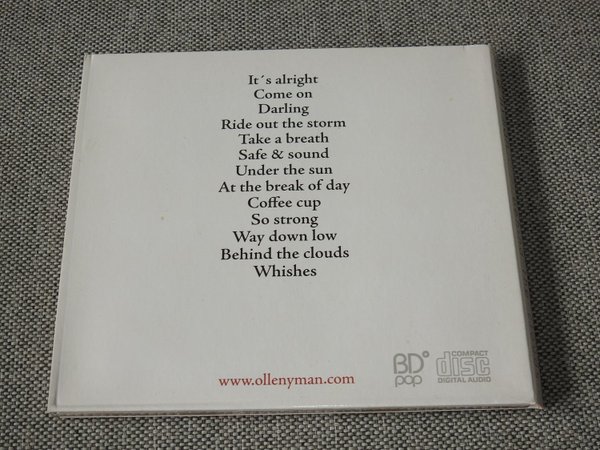 It´s alright
Come on
Darling
Ride out the storm
Take a breath
Safe & sound
Under the sun
At the break of day
Coffee cup
So strong
Way down low
Behind the clouds
Whishes
www.ollenyman.com
BD°
pop
COMPACT
disc
DIGITAL AUDIO